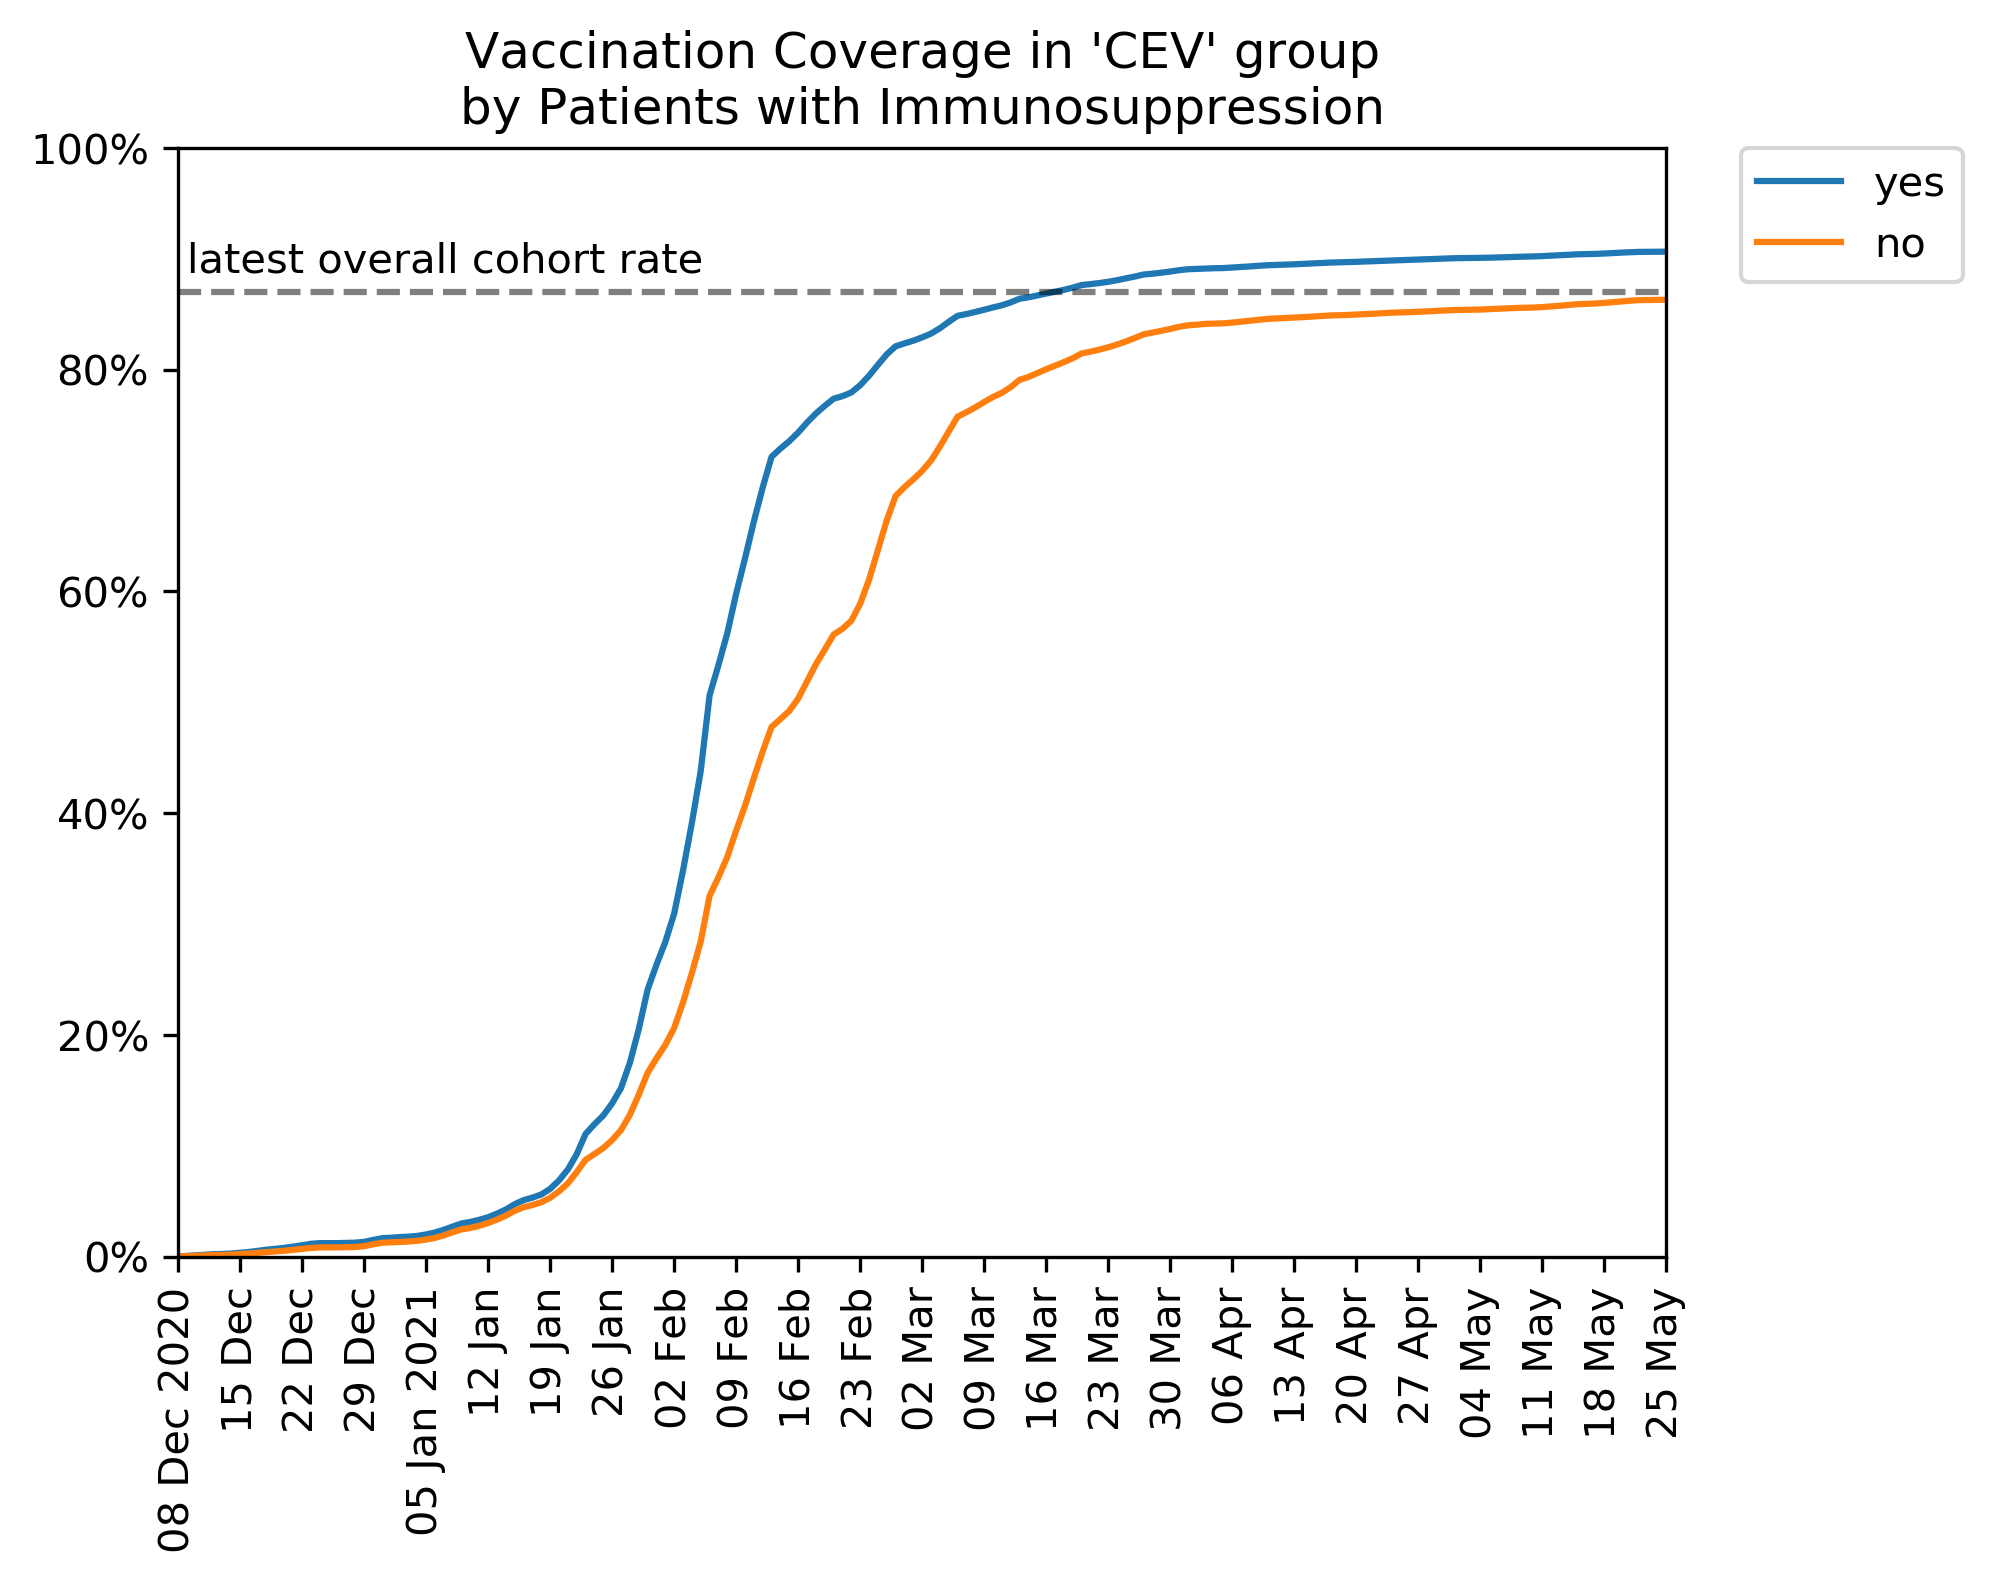 Vaccination Coverage in 'CEV' group
by Patients with Immunosuppression
100%
80%
60%
40%
20%
0%
latest overall cohort rate
yes
no
08 Dec 2020
15 Dec
22 Dec
29 Dec
05 Jan 2021
12 Jan
19 Jan
26 Jan
02 Feb
09 Feb
16 Feb
23 Feb
02 Mar
09 Mar
16 Mar
23 Mar
30 Mar
06 Apr
13 Apr
20 Apr
27 Apr
04 May
11 May
18 May
25 May